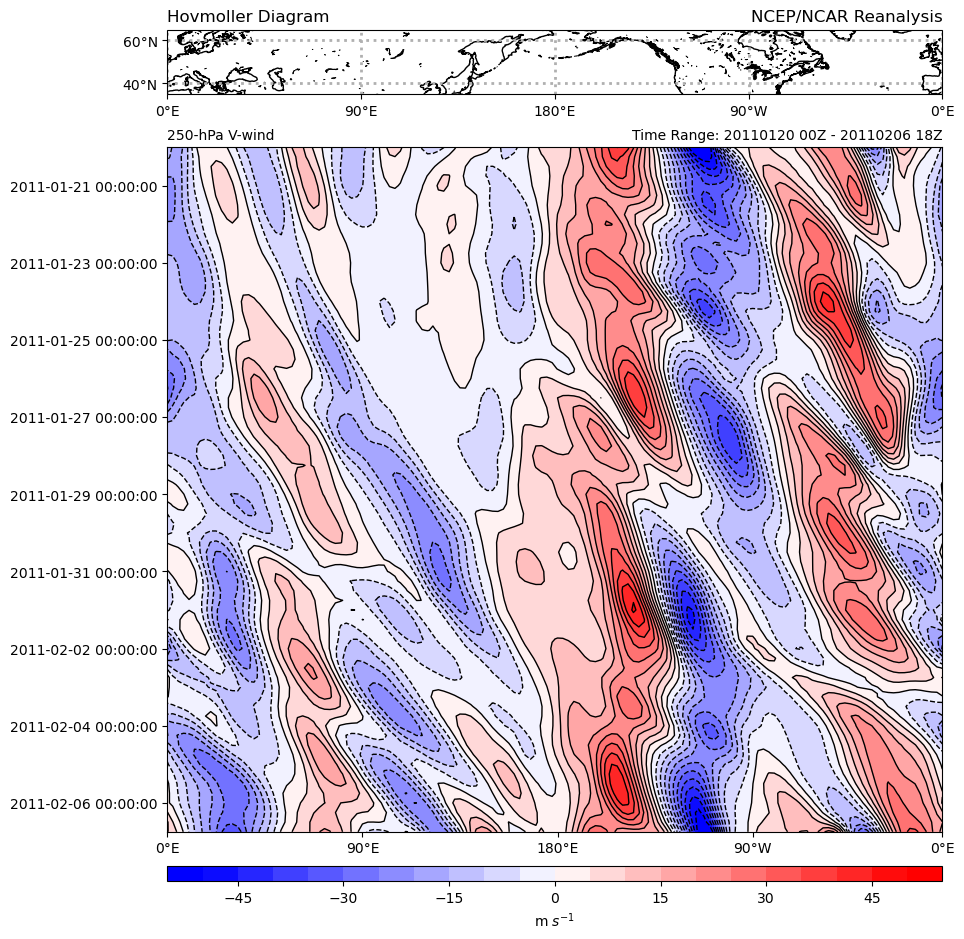 Hovmoller Diagram NCEP/NCAR Reanalysis
60°N
40°N
0°E 90°E 180°E 90°W 0°E
250-hPa V-wind Time Range: 20110120 00Z - 20110206 18Z
2011-01-21 00:00:00
2011-01-23 00:00:00
2011-01-25 00:00:00
2011-01-27 00:00:00
2011-01-29 00:00:00
2011-01-31 00:00:00
2011-02-02 00:00:00
2011-02-04 00:00:00
2011-02-06 00:00:00
0°E 90°E 180°E 90°W 0°E
−45 −30 −15 0 15 30 45
m s⁻¹